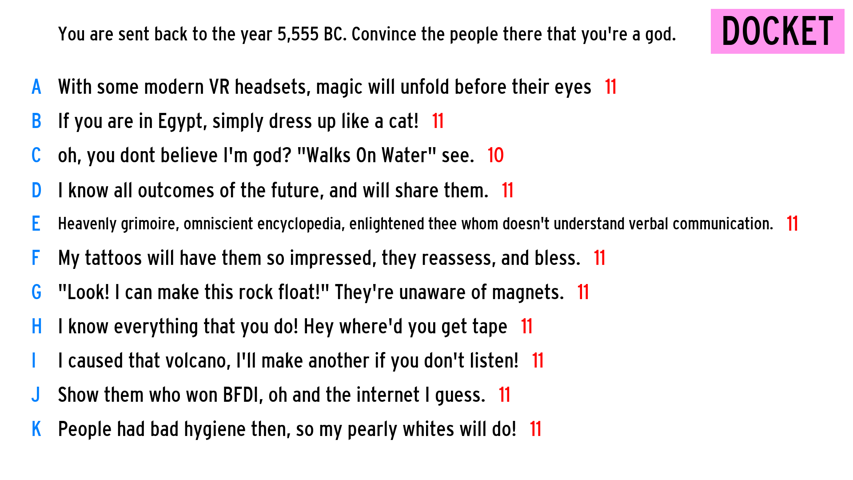 You are sent back to the year 5,555 BC. Convince the people there that you're a god.
DOCKET
A With some modern VR headsets, magic will unfold before their eyes 11
B If you are in Egypt, simply dress up like a cat! 11
C oh, you dont believe I'm god? "Walks On Water" see. 10
D I know all outcomes of the future, and will share them. 11
E Heavenly grimoire, omniscient encyclopedia, enlightened thee whom doesn't understand verbal communication. 11
F My tattoos will have them so impressed, they reassess, and bless. 11
G "Look! I can make this rock float!" They're unaware of magnets. 11
H I know everything that you do! Hey where'd you get tape 11
I I caused that volcano, I'll make another if you don't listen! 11
J Show them who won BFDI, oh and the internet I guess. 11
K People had bad hygiene then, so my pearly whites will do! 11